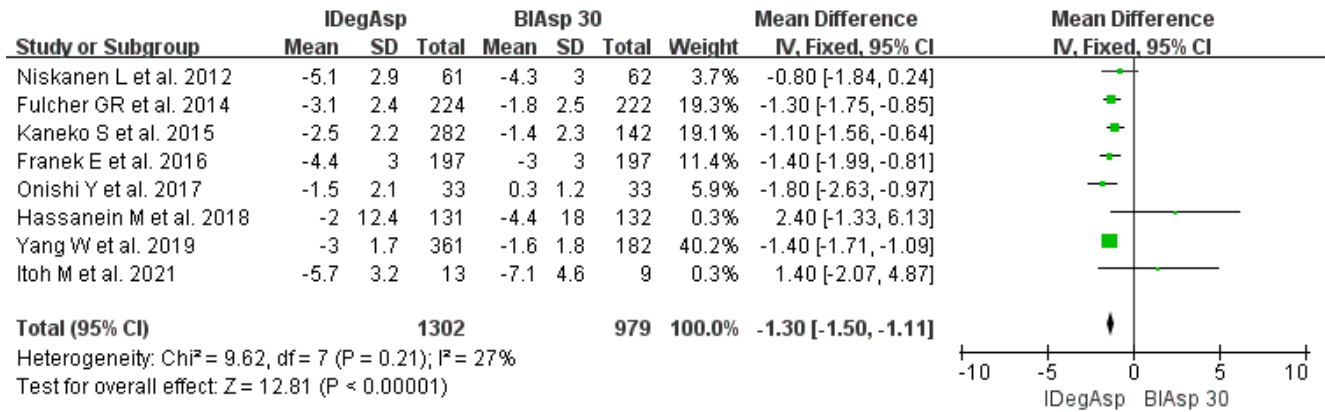 IDegAsp BIAsp 30 Mean Difference Mean Difference
Study or Subgroup Mean SD Total Mean SD Total Weight IV, Fixed, 95% CI IV, Fixed, 95% CI
Niskanen L et al. 2012 -5.1 2.9 61 -4.3 3 62 3.7% -0.80 [-1.84, 0.24]
Fulcher GR et al. 2014 -3.1 2.4 224 -1.8 2.5 222 19.3% -1.30 [-1.75, -0.85]
Kaneko S et al. 2015 -2.5 2.2 282 -1.4 2.3 142 19.1% -1.10 [-1.56, -0.64]
Franek E et al. 2016 -4.4 3 197 -3 3 197 11.4% -1.40 [-1.99, -0.81]
Onishi Y et al. 2017 -1.5 2.1 33 0.3 1.2 33 5.9% -1.80 [-2.63, -0.97]
Hassanein M et al. 2018 -2 12.4 131 -4.4 18 132 0.3% 2.40 [-1.33, 6.13]
Yang W et al. 2019 -3 1.7 361 -1.6 1.8 182 40.2% -1.40 [-1.71, -1.09]
Itoh M et al. 2021 -5.7 3.2 13 -7.1 4.6 9 0.3% 1.40 [-2.07, 4.87]
Total (95% CI) 1302 979 100.0% -1.30 [-1.50, -1.11]
Heterogeneity: Chi² = 9.62, df = 7 (P = 0.21); I² = 27%
Test for overall effect: Z = 12.81 (P < 0.00001)
-10 -5 0 5 10
IDegAsp BIAsp 30